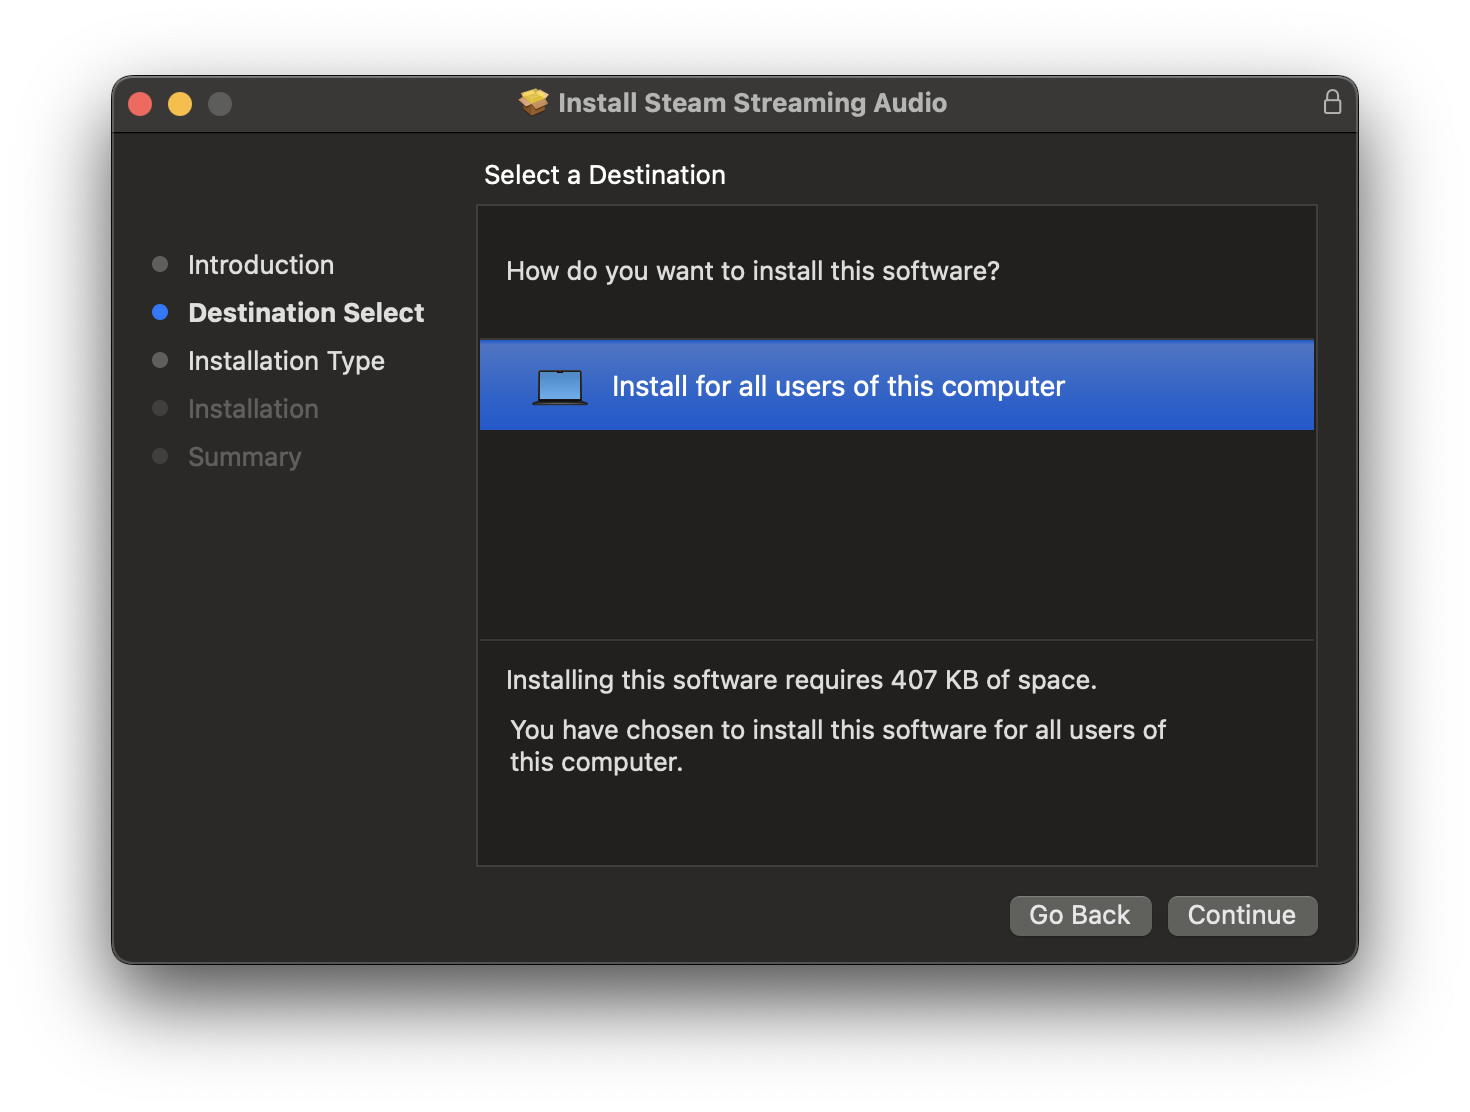 Install Steam Streaming Audio
Select a Destination
Introduction
Destination Select
Installation Type
Installation
Summary
How do you want to install this software?
Install for all users of this computer
Installing this software requires 407 KB of space.
You have chosen to install this software for all users of
this computer.
Go Back
Continue